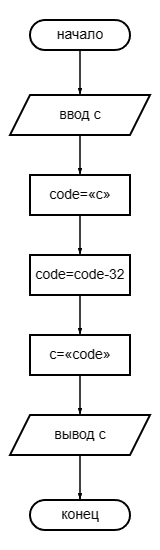 начало
ввод с
code=«с»
code=code-32
с=«code»
вывод с
конец